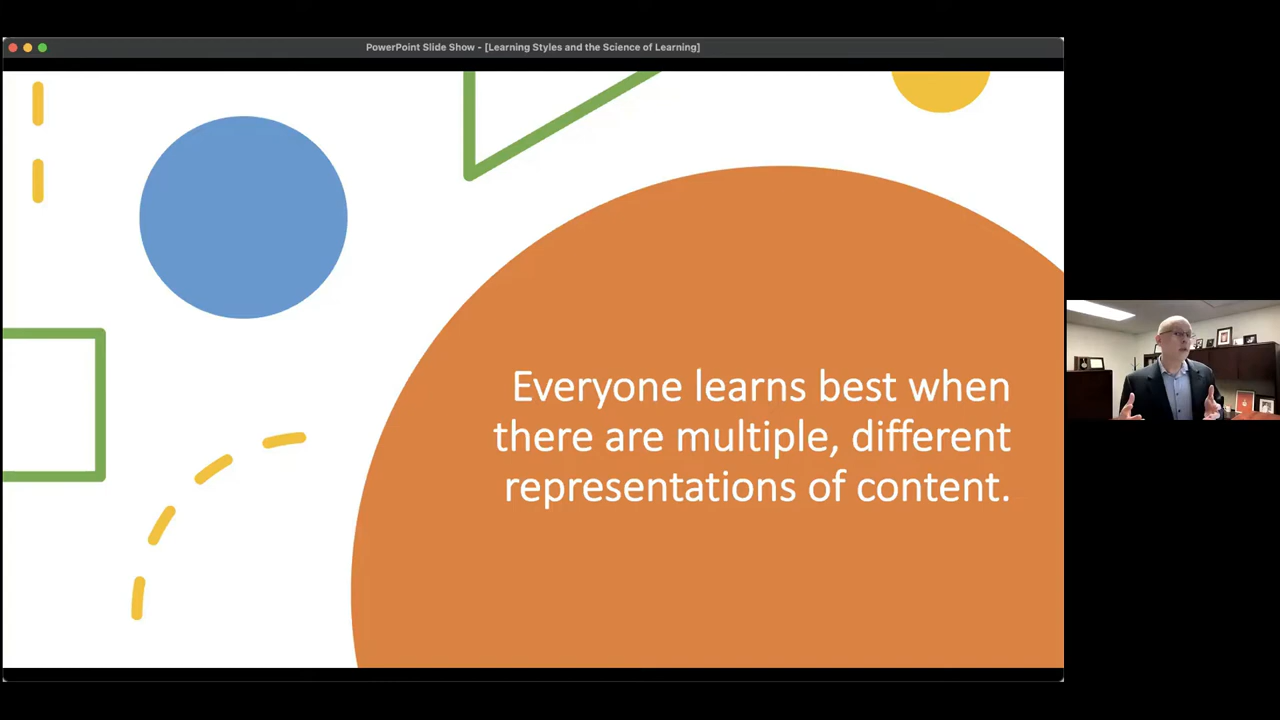 PowerPoint Slide Show - [Learning Styles and the Science of Learning]
Everyone learns best when
there are multiple, different
representations of content.